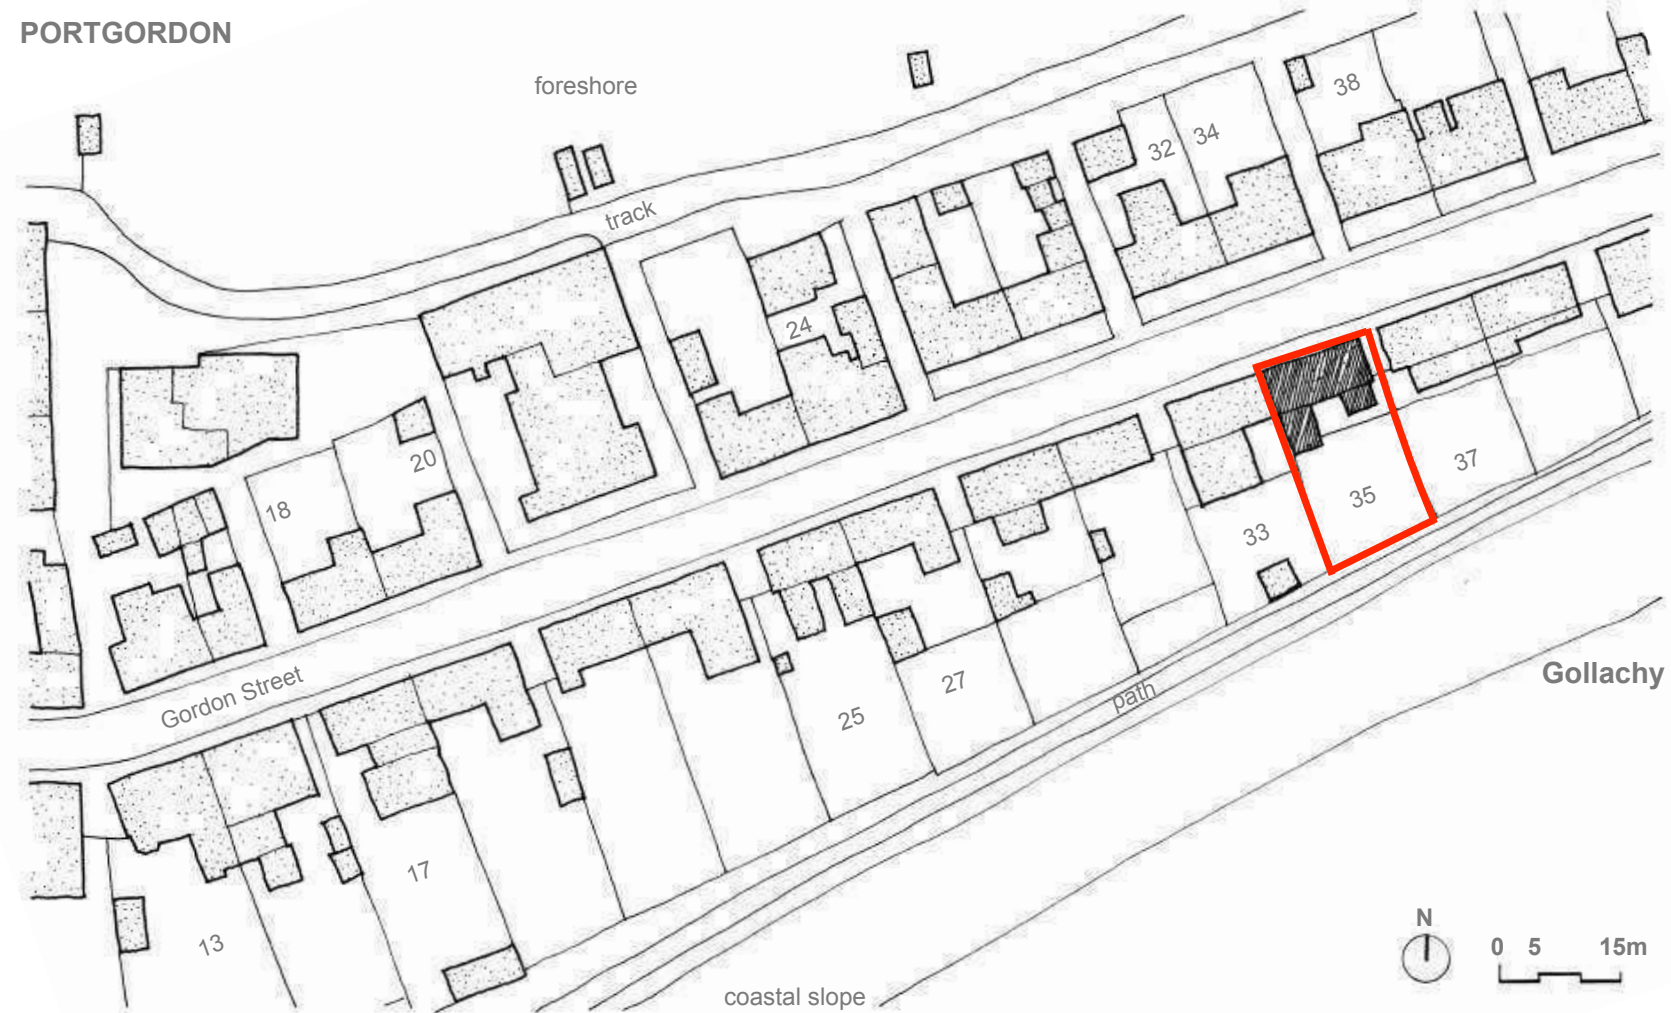 PORTGORDON
foreshore
38
32
34
track
24
20
18
37
35
33
Gordon Street
Gollachy
27
path
25
17
13
N
0 5 15m
coastal slope